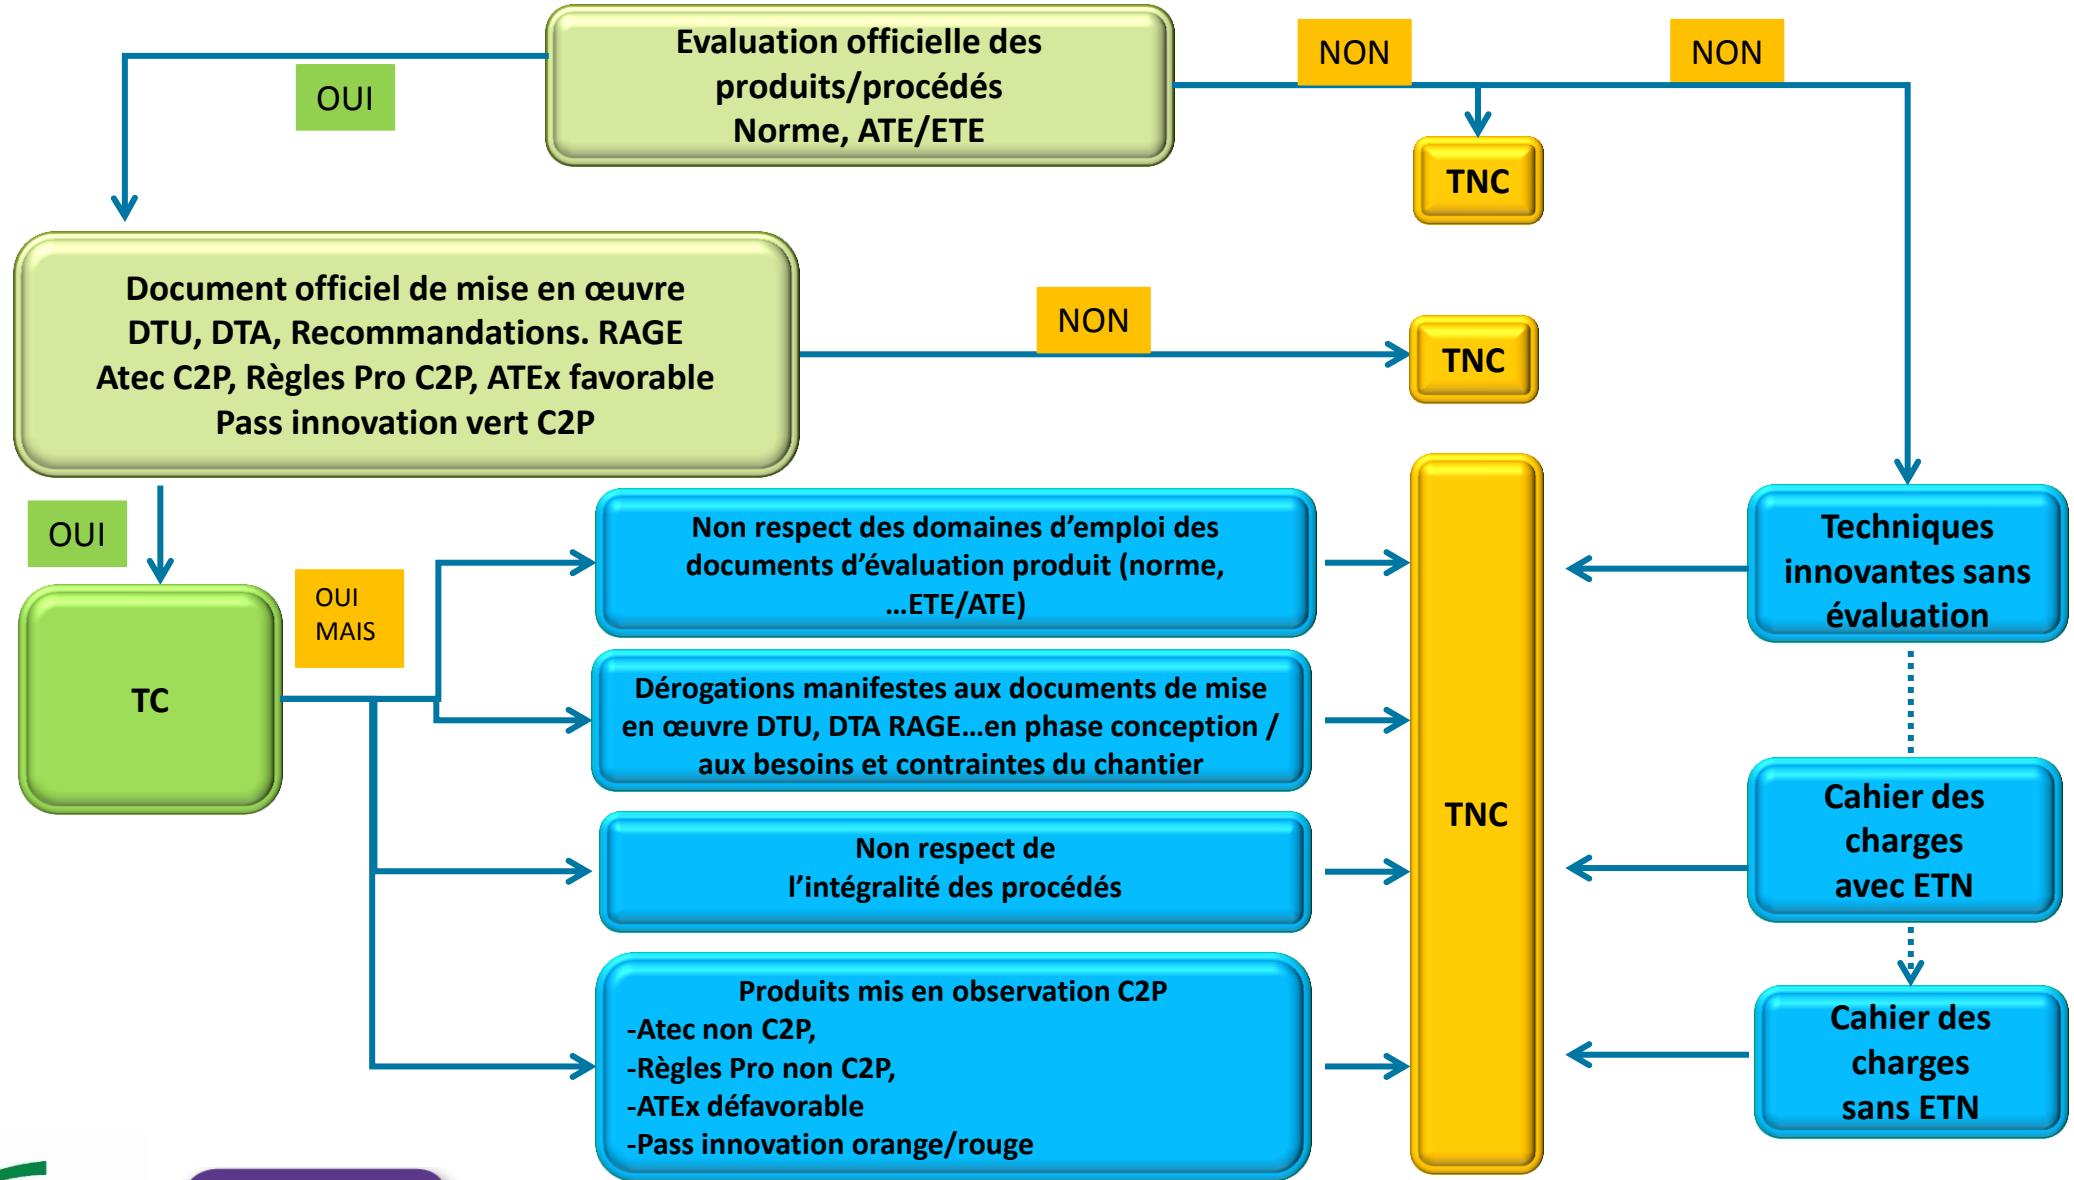 Evaluation officielle des
produits/procédés
Norme, ATE/ETE
OUI
NON
NON
TNC
Document officiel de mise en œuvre
DTU, DTA, Recommandations. RAGE
Atec C2P, Règles Pro C2P, ATEx favorable
Pass innovation vert C2P
NON
TNC
OUI
TC
OUI
MAIS
Non respect des domaines d’emploi des
documents d’évaluation produit (norme,
…ETE/ATE)
Dérogations manifestes aux documents de mise
en œuvre DTU, DTA RAGE…en phase conception /
aux besoins et contraintes du chantier
Non respect de
l’intégralité des procédés
Produits mis en observation C2P
-Atec non C2P,
-Règles Pro non C2P,
-ATEx défavorable
-Pass innovation orange/rouge
TNC
Techniques
innovantes sans
évaluation
Cahier des
charges
avec ETN
Cahier des
charges
sans ETN